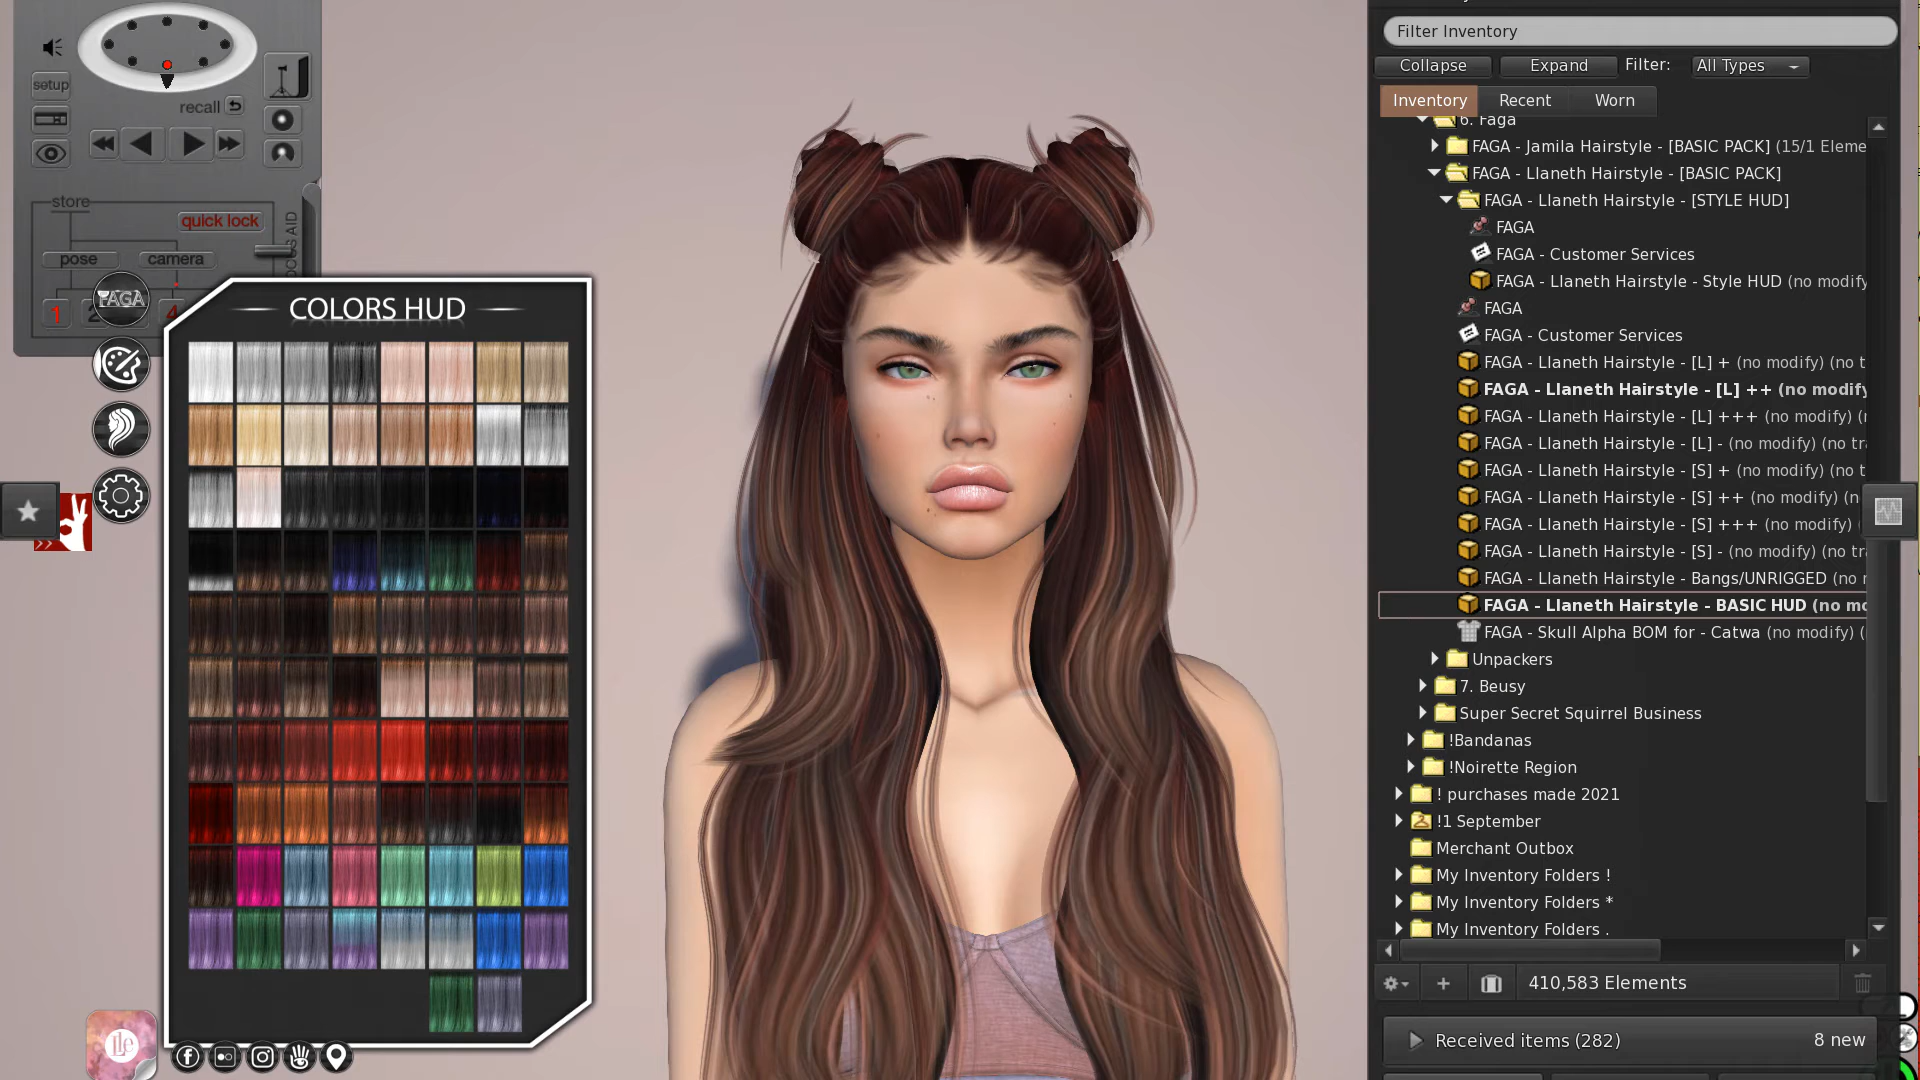 setup
recall
store
quick lock
pose
camera
1
2
4
FAGA
COLORS HUD
Filter Inventory
Collapse
Expand
Filter:
All Types
Inventory
Recent
Worn
6. Faga
FAGA - Jamila Hairstyle - [BASIC PACK] (15/1 Eleme
FAGA - Llaneth Hairstyle - [BASIC PACK]
FAGA - Llaneth Hairstyle - [STYLE HUD]
FAGA
FAGA - Customer Services
FAGA - Llaneth Hairstyle - Style HUD (no modify
FAGA
FAGA - Customer Services
FAGA - Llaneth Hairstyle - [L] + (no modify) (no t
FAGA - Llaneth Hairstyle - [L] ++ (no modify
FAGA - Llaneth Hairstyle - [L] +++ (no modify) (
FAGA - Llaneth Hairstyle - [L] - (no modify) (no tra
FAGA - Llaneth Hairstyle - [S] + (no modify) (no t
FAGA - Llaneth Hairstyle - [S] ++ (no modify) (no
FAGA - Llaneth Hairstyle - [S] +++ (no modify) (
FAGA - Llaneth Hairstyle - [S] - (no modify) (no tra
FAGA - Llaneth Hairstyle - Bangs/UNRIGGED (no r
FAGA - Llaneth Hairstyle - BASIC HUD (no mo
FAGA - Skull Alpha BOM for - Catwa (no modify) (
Unpackers
7. Beusy
Super Secret Squirrel Business
!Bandanas
!Noirette Region
! purchases made 2021
!1 September
Merchant Outbox
My Inventory Folders !
My Inventory Folders *
My Inventory Folders .
410,583 Elements
Received items (282)
8 new